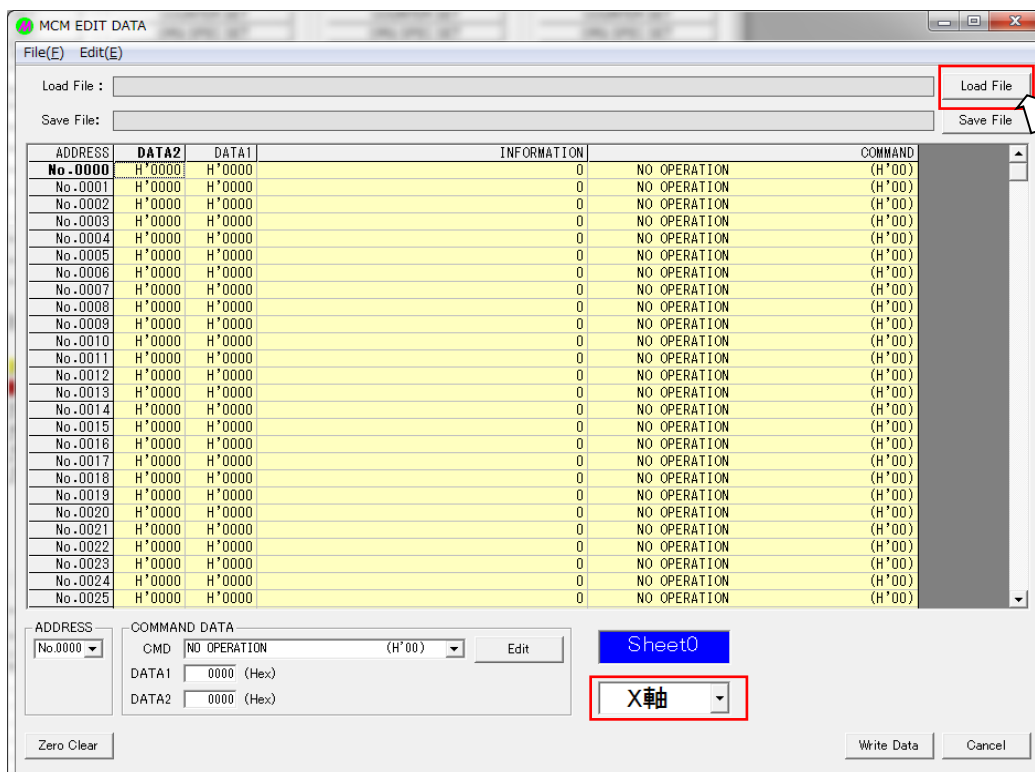 MCM EDIT DATA
File(F) Edit(E)
Load File : Load File
Save File: Save File
ADDRESS DATA2 DATA1 INFORMATION COMMAND
No.0000 H'0000 H'0000 0 NO OPERATION (H'00)
No.0001 H'0000 H'0000 0 NO OPERATION (H'00)
No.0002 H'0000 H'0000 0 NO OPERATION (H'00)
No.0003 H'0000 H'0000 0 NO OPERATION (H'00)
No.0004 H'0000 H'0000 0 NO OPERATION (H'00)
No.0005 H'0000 H'0000 0 NO OPERATION (H'00)
No.0006 H'0000 H'0000 0 NO OPERATION (H'00)
No.0007 H'0000 H'0000 0 NO OPERATION (H'00)
No.0008 H'0000 H'0000 0 NO OPERATION (H'00)
No.0009 H'0000 H'0000 0 NO OPERATION (H'00)
No.0010 H'0000 H'0000 0 NO OPERATION (H'00)
No.0011 H'0000 H'0000 0 NO OPERATION (H'00)
No.0012 H'0000 H'0000 0 NO OPERATION (H'00)
No.0013 H'0000 H'0000 0 NO OPERATION (H'00)
No.0014 H'0000 H'0000 0 NO OPERATION (H'00)
No.0015 H'0000 H'0000 0 NO OPERATION (H'00)
No.0016 H'0000 H'0000 0 NO OPERATION (H'00)
No.0017 H'0000 H'0000 0 NO OPERATION (H'00)
No.0018 H'0000 H'0000 0 NO OPERATION (H'00)
No.0019 H'0000 H'0000 0 NO OPERATION (H'00)
No.0020 H'0000 H'0000 0 NO OPERATION (H'00)
No.0021 H'0000 H'0000 0 NO OPERATION (H'00)
No.0022 H'0000 H'0000 0 NO OPERATION (H'00)
No.0023 H'0000 H'0000 0 NO OPERATION (H'00)
No.0024 H'0000 H'0000 0 NO OPERATION (H'00)
No.0025 H'0000 H'0000 0 NO OPERATION (H'00)
ADDRESS COMMAND DATA
No.0000 CMD NO OPERATION (H'00) Edit Sheet0
DATA1 0000 (Hex)
DATA2 0000 (Hex) X軸
Zero Clear Write Data Cancel